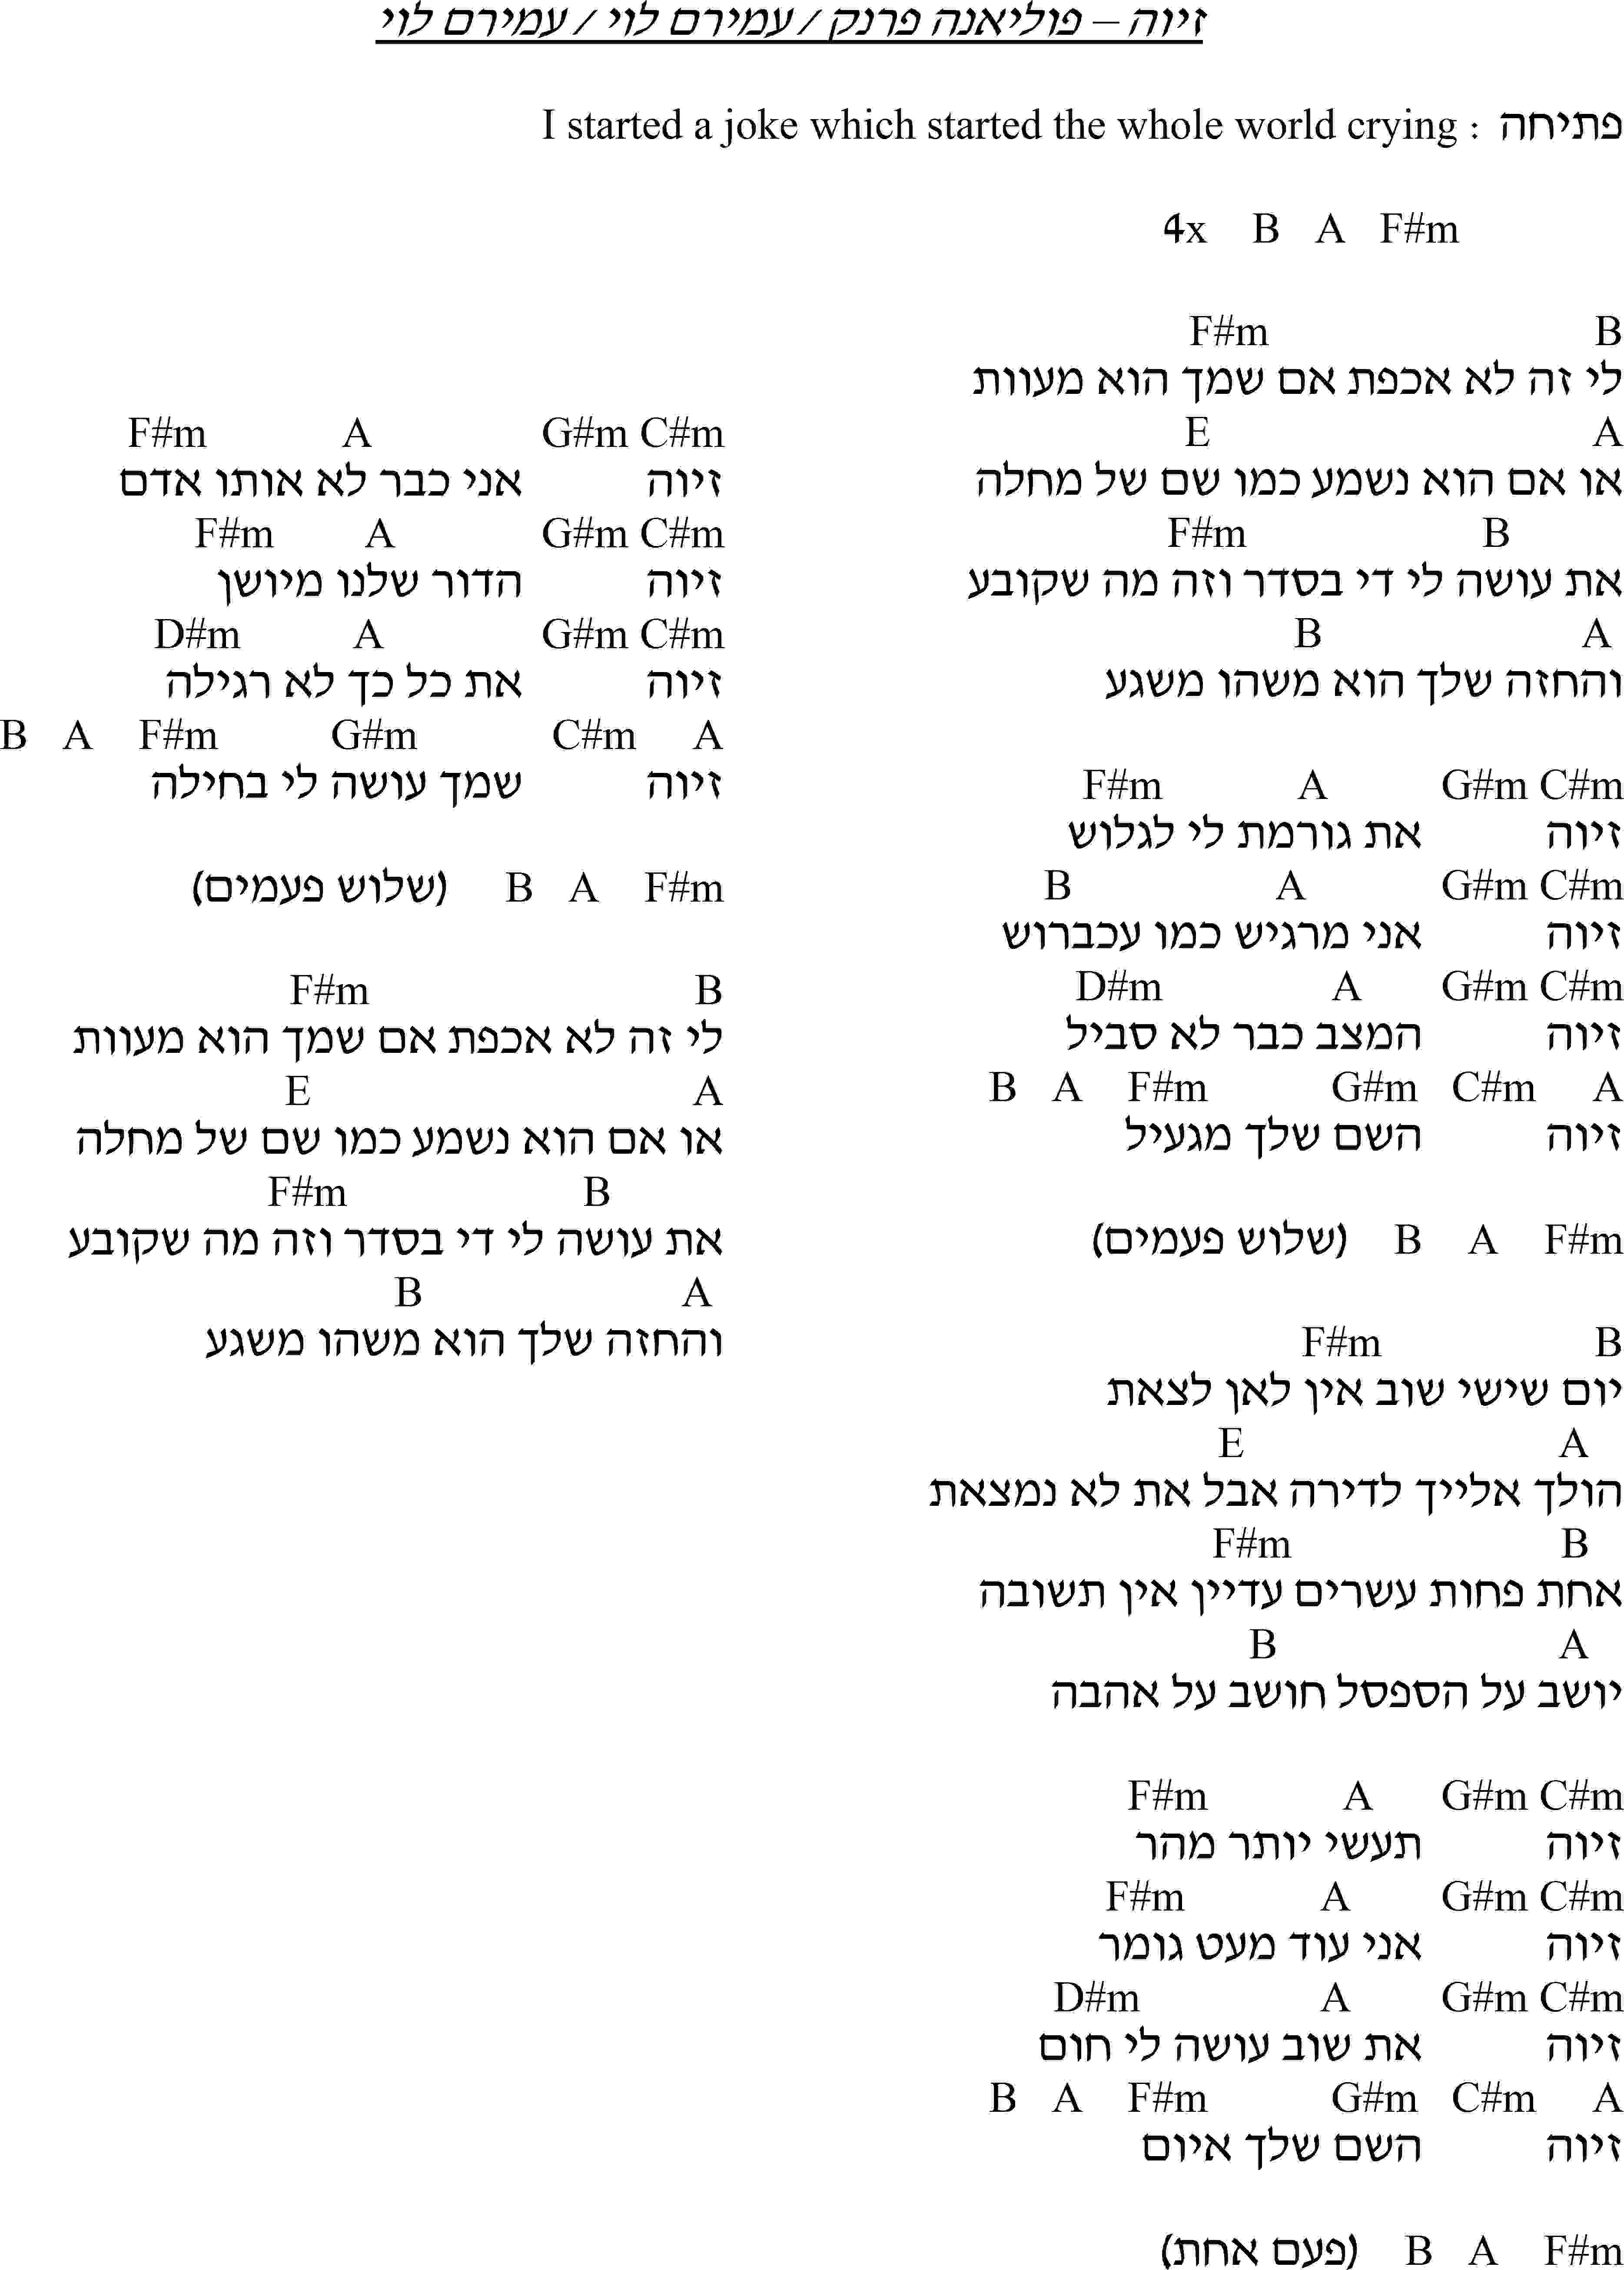 זיוה – פוליאנה פרנק / עמירם לוי / עמירם לוי
פתיחה : I started a joke which started the whole world crying
4x B A F#m
F#m B
לי זה לא אכפת אם שמך הוא מעוות
E A
או אם הוא נשמע כמו שם של מחלה
F#m B
את עושה לי די בסדר וזה מה שקובע
B A
והחזה שלך הוא משהו משגע
F#m A G#m C#m
זיוה את גורמת לי לגלוש
B A G#m C#m
זיוה אני מרגיש כמו עכברוש
D#m A G#m C#m
זיוה המצב כבר לא סביל
B A F#m G#m C#m A
זיוה השם שלך מגעיל
(שלוש פעמים) B A F#m
F#m B
יום שישי שוב אין לאן לצאת
E A
הולך אלייך לדירה אבל את לא נמצאת
F#m B
אחת פחות עשרים עדיין אין תשובה
B A
יושב על הספסל חושב על אהבה
F#m A G#m C#m
זיוה תעשי יותר מהר
F#m A G#m C#m
זיוה אני עוד מעט גומר
D#m A G#m C#m
זיוה את שוב עושה לי חום
B A F#m G#m C#m A
זיוה השם שלך איום
(פעם אחת) B A F#m
F#m A G#m C#m
זיוה אני כבר לא אותו אדם
F#m A G#m C#m
זיוה הדור שלנו מיושן
D#m A G#m C#m
זיוה את כל כך לא רגילה
B A F#m G#m C#m A
זיוה שמך עושה לי בחילה
(שלוש פעמים) B A F#m
F#m B
לי זה לא אכפת אם שמך הוא מעוות
E A
או אם הוא נשמע כמו שם של מחלה
F#m B
את עושה לי די בסדר וזה מה שקובע
B A
והחזה שלך הוא משהו משגע